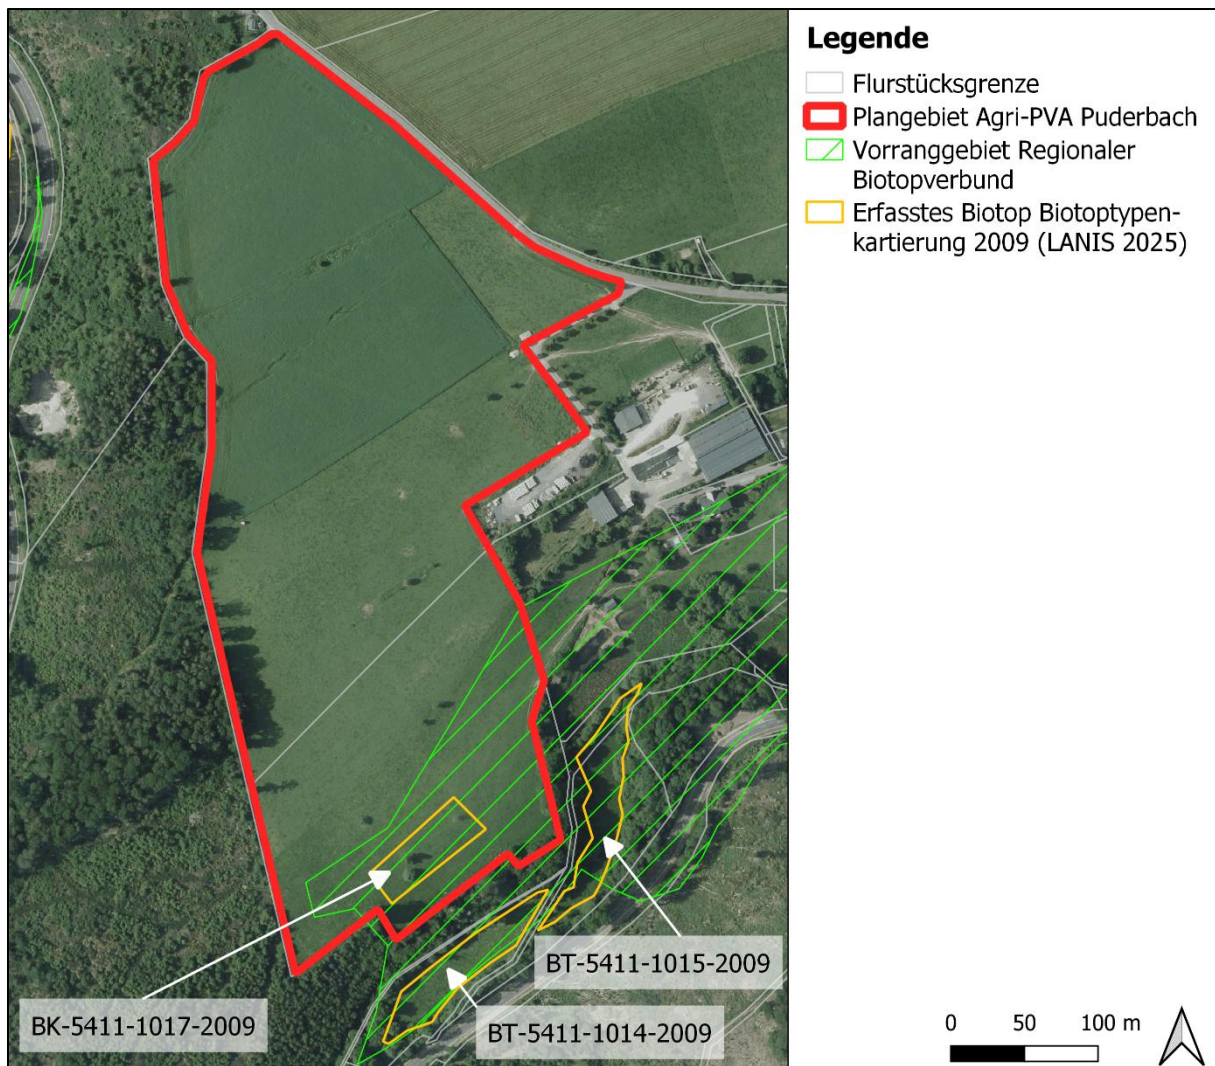 Legende
Flurstücksgrenze
Plangebiet Agri-PVA Puderbach
Vorranggebiet Regionaler
Biotopverbund
Erfasstes Biotop Biotoptypen-
kartierung 2009 (LANIS 2025)
BT-5411-1015-2009
BK-5411-1017-2009
BT-5411-1014-2009
0 50 100 m